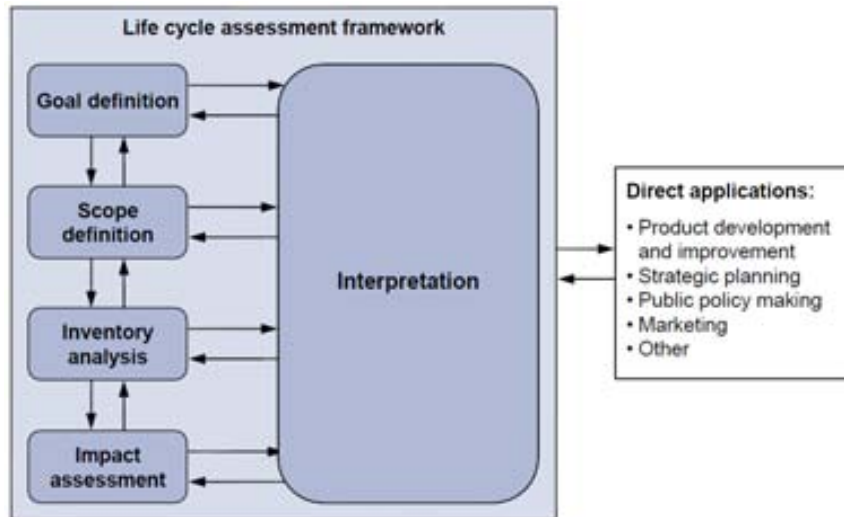 Life cycle assessment framework
Goal definition
Scope
definition
Inventory
analysis
Impact
assessment
Interpretation
Direct applications:
• Product development
and improvement
• Strategic planning
• Public policy making
• Marketing
• Other